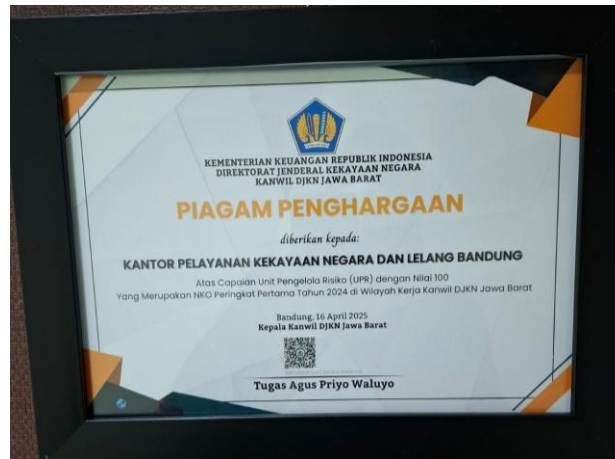 KEMENTERIAN KEUANGAN REPUBLIK INDONESIA
DIREKTORAT JENDERAL KEKAYAAN NEGARA
KANWIL DJKN JAWA BARAT
PIAGAM PENGHARGAAN
diberikan kepada:
KANTOR PELAYANAN KEKAYAAN NEGARA DAN LELANG BANDUNG
Atas Capaian Unit Pengelola Risiko (UPR) dengan Nilai 100
Yang Merupakan NKO Peringkat Pertama Tahun 2024 di Wilayah Kerja Kanwil DJKN Jawa Barat
Bandung, 16 April 2025
Kepala Kanwil DJKN Jawa Barat
Tugas Agus Priyo Waluyo